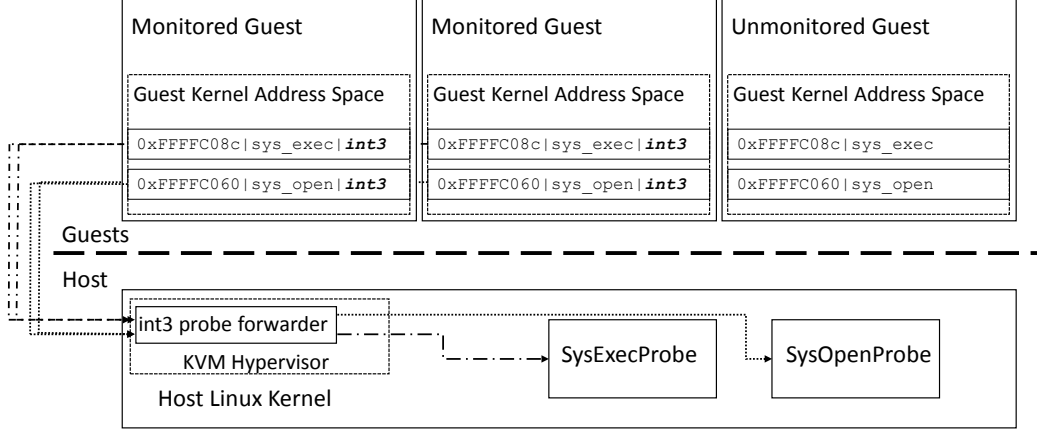 Monitored Guest
Monitored Guest
Unmonitored Guest
Guest Kernel Address Space
Guest Kernel Address Space
Guest Kernel Address Space
0xFFFFC08c|sys_exec|int3
0xFFFFC08c|sys_exec|int3
0xFFFFC08c|sys_exec
0xFFFFC060|sys_open|int3
0xFFFFC060|sys_open|int3
0xFFFFC060|sys_open
Guests
Host
int3 probe forwarder
KVM Hypervisor
SysExecProbe
SysOpenProbe
Host Linux Kernel